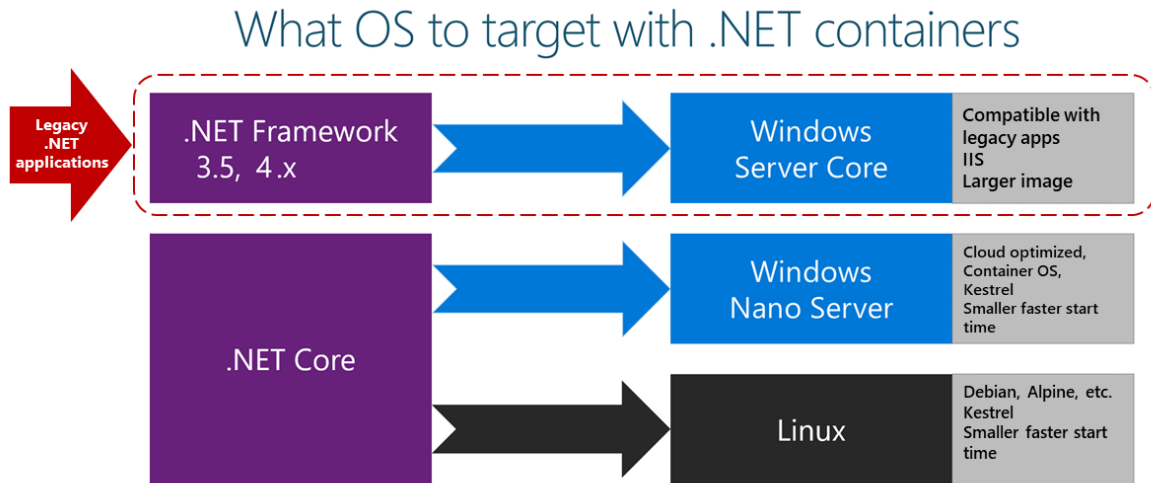 What OS to target with .NET containers
Legacy
.NET
applications
.NET Framework
3.5, 4.x
Windows
Server Core
Compatible with
legacy apps
IIS
Larger image
.NET Core
Windows
Nano Server
Cloud optimized,
Container OS,
Kestrel
Smaller faster start
time
Linux
Debian, Alpine, etc.
Kestrel
Smaller faster start
time